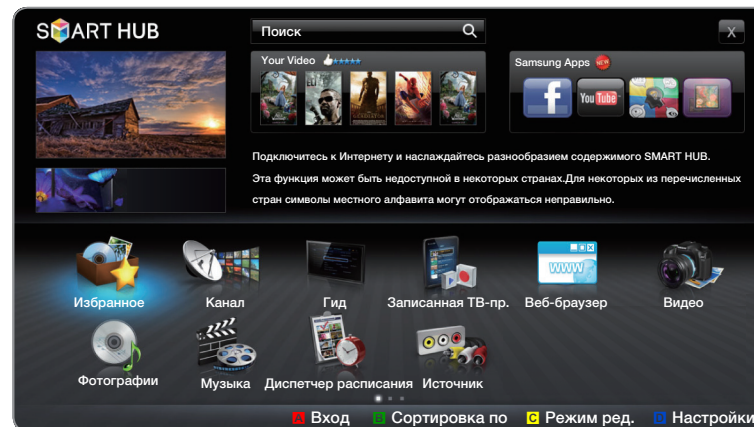 SMART HUB
Поиск
X
Your Video
Samsung Apps NEW
You Tube
Подключитесь к Интернету и наслаждайтесь разнообразием содержимого SMART HUB.
Эта функция может быть недоступной в некоторых странах.Для некоторых из перечисленных
стран символы местного алфавита могут отображаться неправильно.
www
Избранное Канал Гид Записанная ТВ-пр. Веб-браузер Видео
Фотографии Музыка Диспетчер расписания Источник
A Вход B Сортировка по C Режим ред. D Настройки